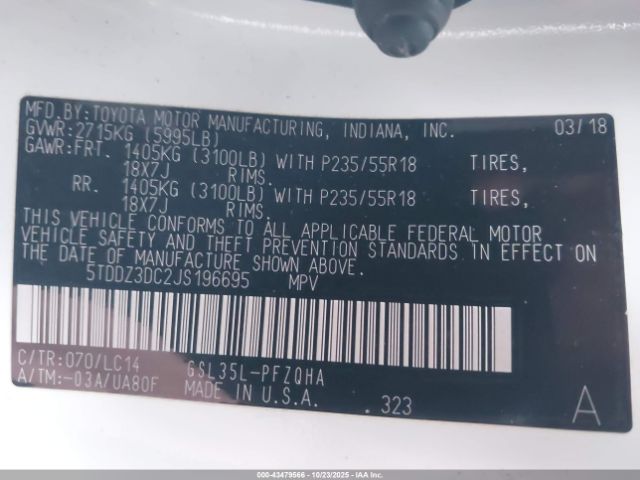 MFD.BY:TOYOTA MOTOR MANUFACTURING, INDIANA, INC. 03/18
GVWR:2715KG (5995LB)
GAWR:FRT. 1405KG (3100LB) WITH P235/55R18 TIRES,
18X7J RIMS.
RR. 1405KG (3100LB) WITH P235/55R18 TIRES,
18X7J RIMS.
THIS VEHICLE CONFORMS TO ALL APPLICABLE FEDERAL MOTOR
VEHICLE SAFETY AND THEFT PREVENTION STANDARDS IN EFFECT ON
THE DATE OF MANUFACTURE SHOWN ABOVE.
5TDDZ3DC2JS196695 MPV
C/TR:070/LC14 GSL35L-PFZQHA
A/TM:-03A/UA80F MADE IN U.S.A.
.323 A
000-43479566 - 10/23/2025 - IAA Inc.